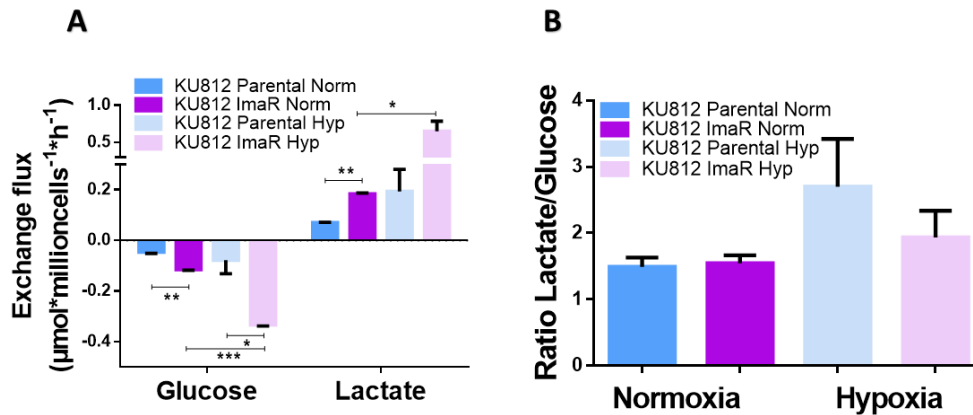 A
KU812 Parental Norm
KU812 ImaR Norm
KU812 Parental Hyp
KU812 ImaR Hyp
Exchange flux
(µmol*millioncells⁻¹*h⁻¹)
1.0
0.5
0.2
0.0
-0.2
-0.4
*
**
**
*
***
Glucose
Lactate
B
KU812 Parental Norm
KU812 ImaR Norm
KU812 Parental Hyp
KU812 ImaR Hyp
Ratio Lactate/Glucose
4
3
2
1
0
Normoxia
Hypoxia